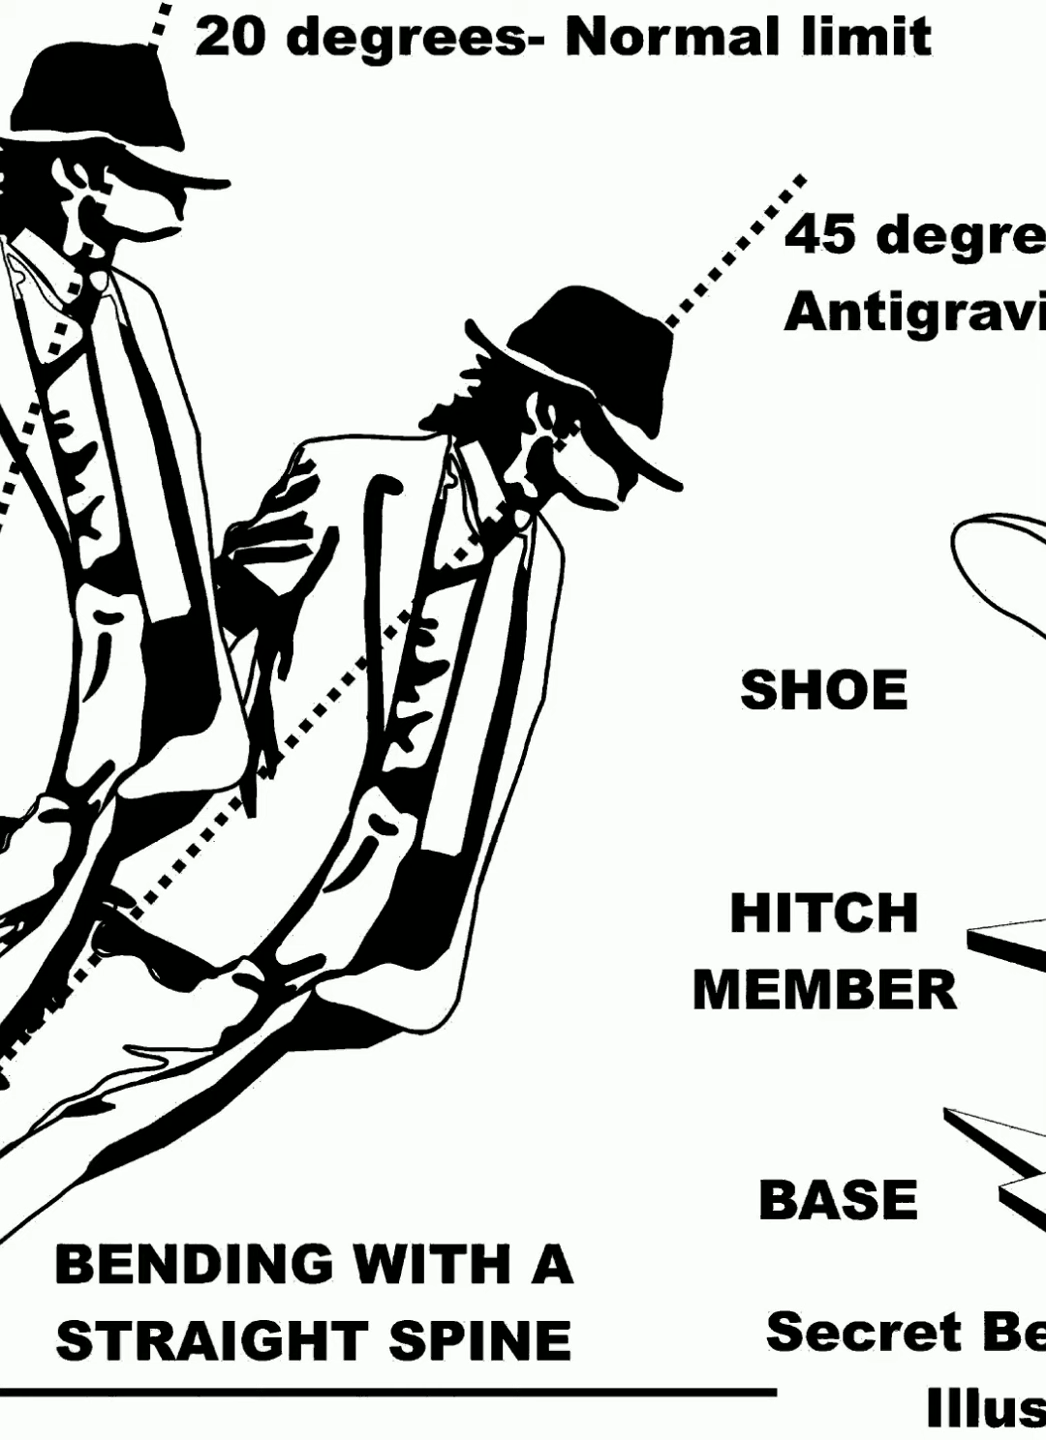 20 degrees- Normal limit
45 degre
Antigravi
SHOE
HITCH
MEMBER
BASE
BENDING WITH A
STRAIGHT SPINE
Secret Be
Illus